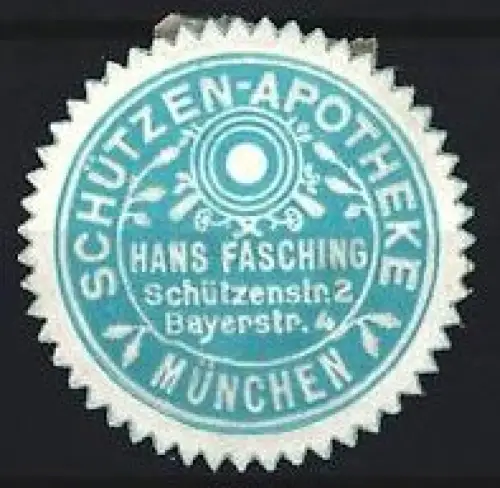 SCHÜTZEN-APOTHEKE
HANS FASCHING
Schützenstr. 2
Bayerstr. 4
MÜNCHEN